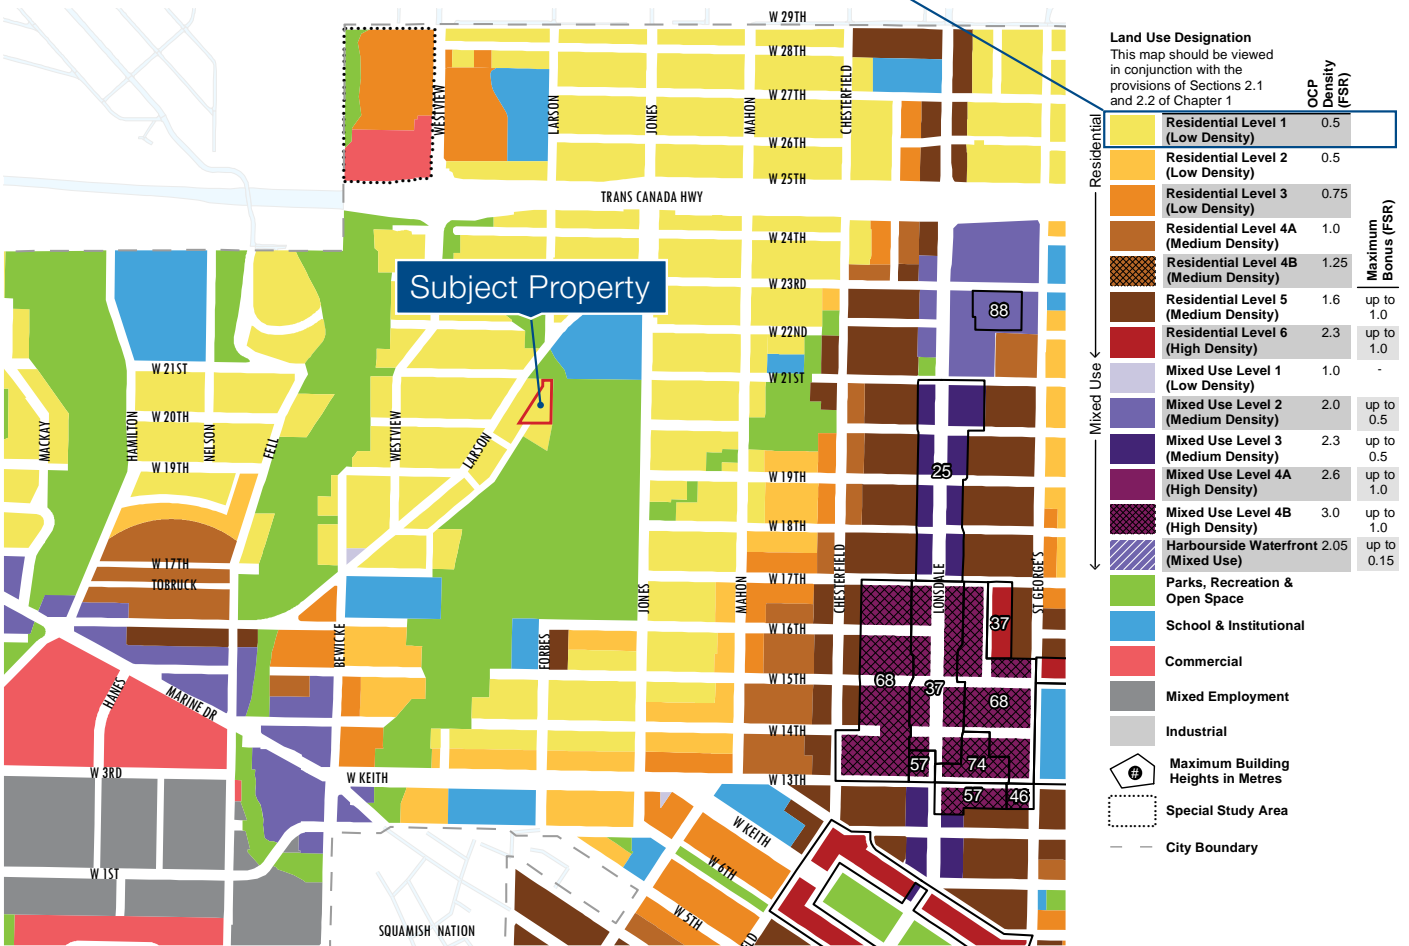 W 29TH
W 28TH
W 27TH
W 26TH
W 25TH
WESTVIEW
LARSON
JONES
MAHON
CHESTERFIELD
TRANS CANADA HWY
W 24TH
W 23RD
W 22ND
W 21ST
Subject Property
88
W 21ST
W 20TH
W 19TH
MACKAY
HAMILTON
NELSON
FELL
WESTVIEW
LARSON
25
W 19TH
W 18TH
W 17TH
W 16TH
W 15TH
W 14TH
W 13TH
W 17TH
TOBRUCK
JONES
MAHON
CHESTERFIELD
LONSDALE
ST GEORGE'S
BEWICKE
FORBES
HANES
MARINE DR
37
68
37
68
57
74
57
46
W 3RD
W KEITH
W KEITH
W 6TH
W 5TH
W 1ST
SQUAMISH NATION
Land Use Designation
This map should be viewed
in conjunction with the
provisions of Sections 2.1
and 2.2 of Chapter 1
OCP
Density
(FSR)
Residential
Residential Level 1 0.5
(Low Density)
Residential Level 2 0.5
(Low Density)
Residential Level 3 0.75
(Low Density)
Residential Level 4A 1.0
(Medium Density)
Maximum
Bonus (FSR)
Residential Level 4B 1.25
(Medium Density)
Residential Level 5 1.6 up to
(Medium Density) 1.0
Residential Level 6 2.3 up to
(High Density) 1.0
Mixed Use
Mixed Use Level 1 1.0 -
(Low Density)
Mixed Use Level 2 2.0 up to
(Medium Density) 0.5
Mixed Use Level 3 2.3 up to
(Medium Density) 0.5
Mixed Use Level 4A 2.6 up to
(High Density) 1.0
Mixed Use Level 4B 3.0 up to
(High Density) 1.0
Harbourside Waterfront 2.05 up to
(Mixed Use) 0.15
Parks, Recreation &
Open Space
School & Institutional
Commercial
Mixed Employment
Industrial
# Maximum Building
Heights in Metres
Special Study Area
City Boundary